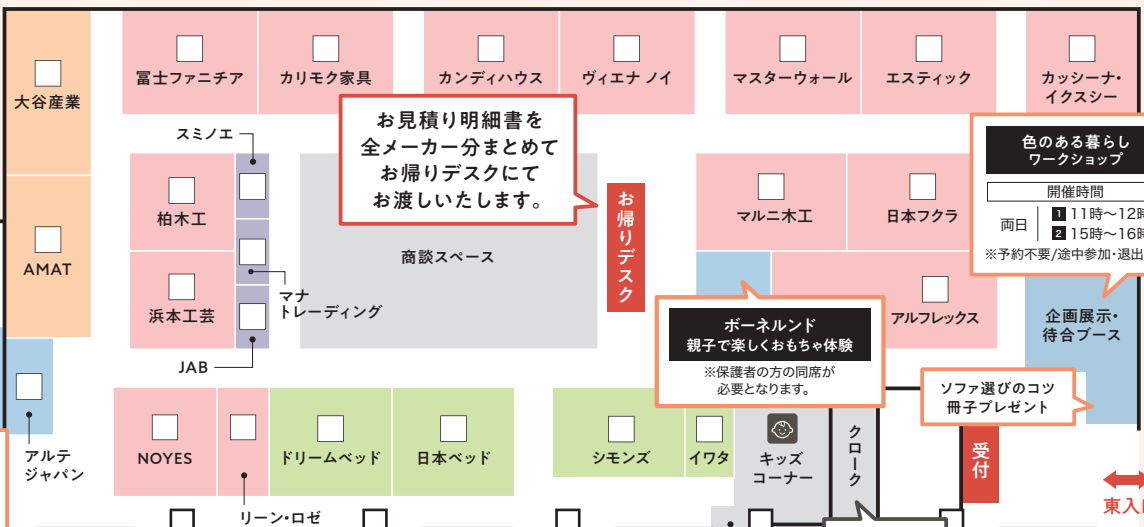 大谷産業
冨士ファニチア
カリモク家具
カンディハウス
ヴィエナ ノイ
マスターウォール
エスティック
カッシーナ・
イクスシー
お見積り明細書を
全メーカー分まとめて
お帰りデスクにて
お渡しいたします。
スミノエ
柏木工
商談スペース
お帰りデスク
マルニ木工
日本フクラ
色のある暮らし
ワークショップ
開催時間
両日
1 11時〜12時
2 15時〜16時
※予約不要/途中参加・退出
AMAT
浜本工芸
マナ
トレーディング
JAB
ボーネルンド
親子で楽しくおもちゃ体験
※保護者の方の同席が
必要となります。
アルフレックス
企画展示・
待合ブース
ソファ選びのコツ
冊子プレゼント
アルテ
ジャパン
NOYES
リーン・ロゼ
ドリームベッド
日本ベッド
シモンズ
イワタ
キッズ
コーナー
クローク
受付
東入